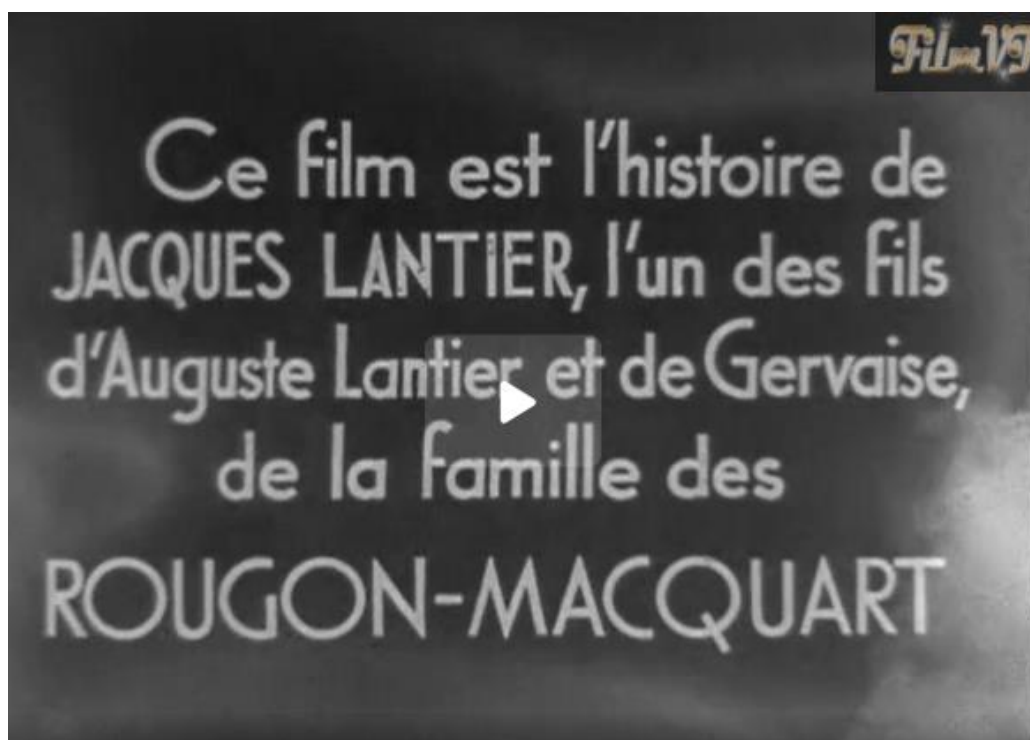 FilmVF
Ce film est l'histoire de
JACQUES LANTIER, l'un des fils
d'Auguste Lantier et de Gervaise,
de la famille des
ROUGON-MACQUART